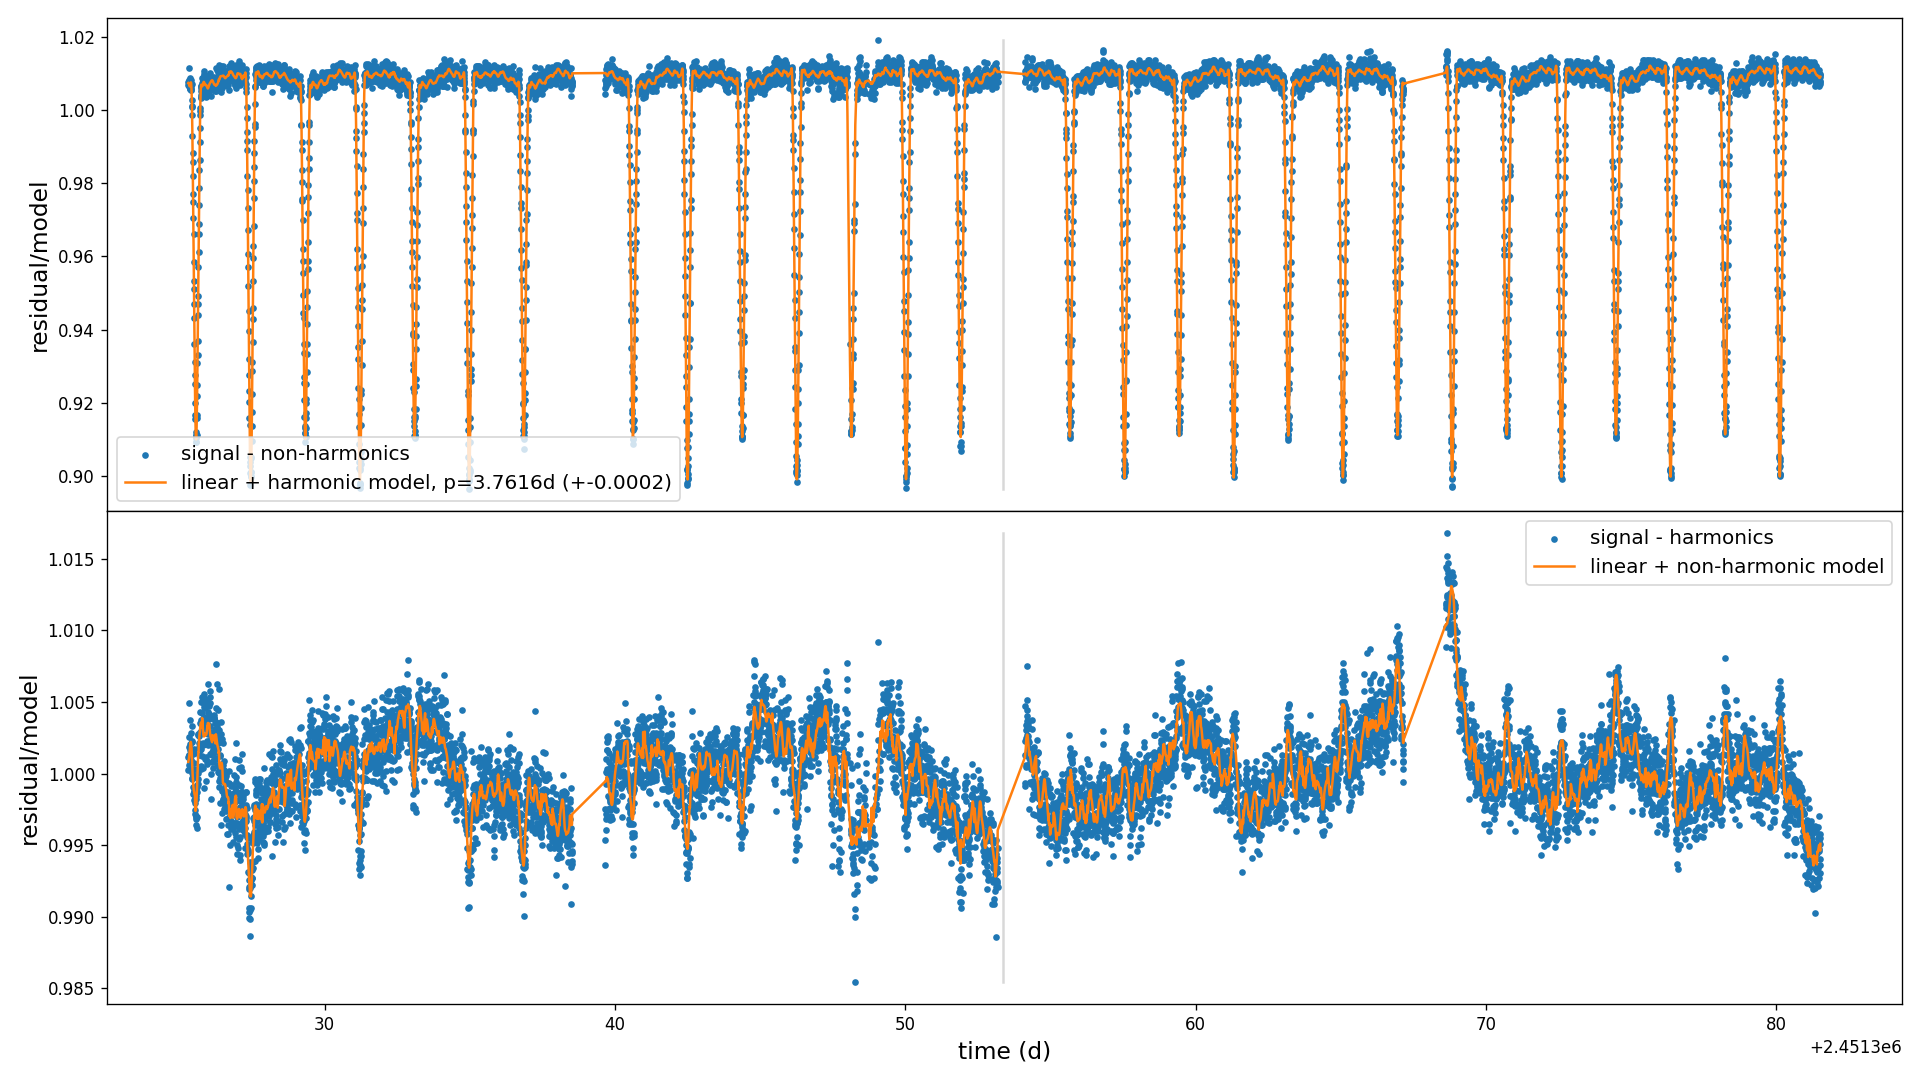 1.02
1.00
0.98
0.96
0.94
0.92
0.90
residual/model
signal - non-harmonics
linear + harmonic model, p=3.7616d (+-0.0002)
1.015
1.010
1.005
1.000
0.995
0.990
0.985
residual/model
signal - harmonics
linear + non-harmonic model
30 40 50 60 70 80
time (d)
+2.4513e6